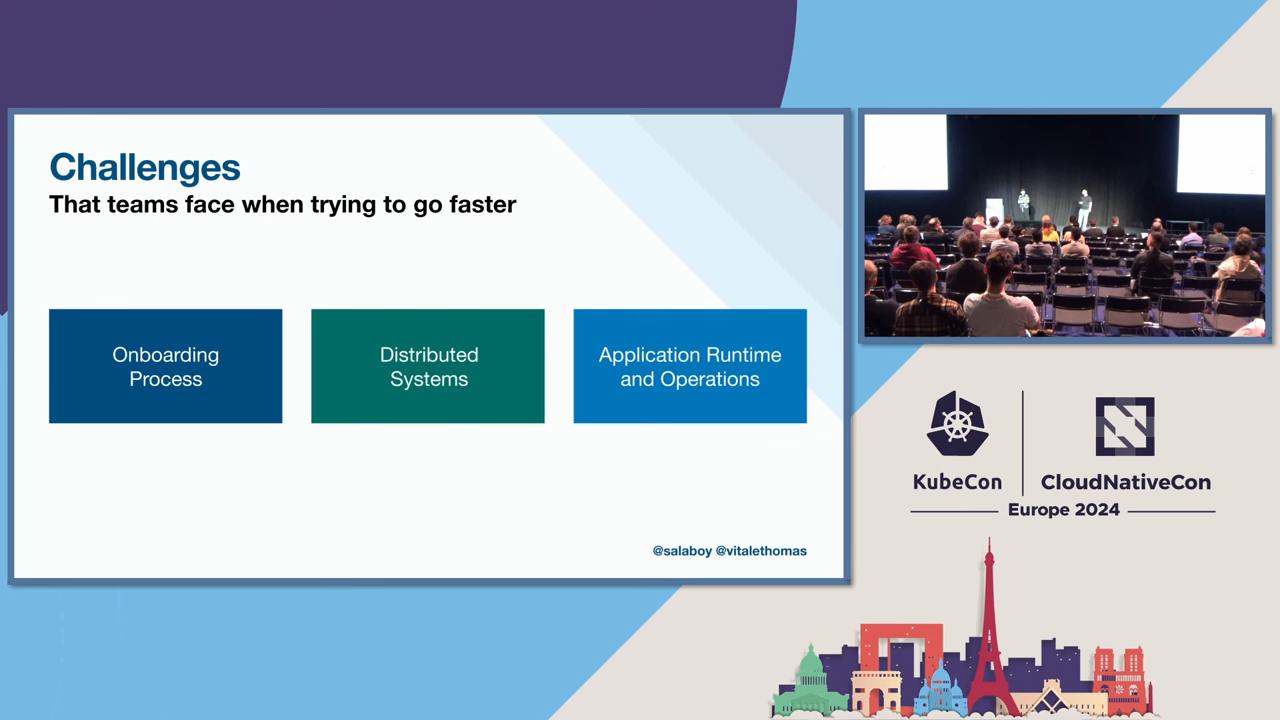 Challenges
That teams face when trying to go faster
Onboarding
Process
Distributed
Systems
Application Runtime
and Operations
@salaboy @vitalethomas
KubeCon
CloudNativeCon
Europe 2024